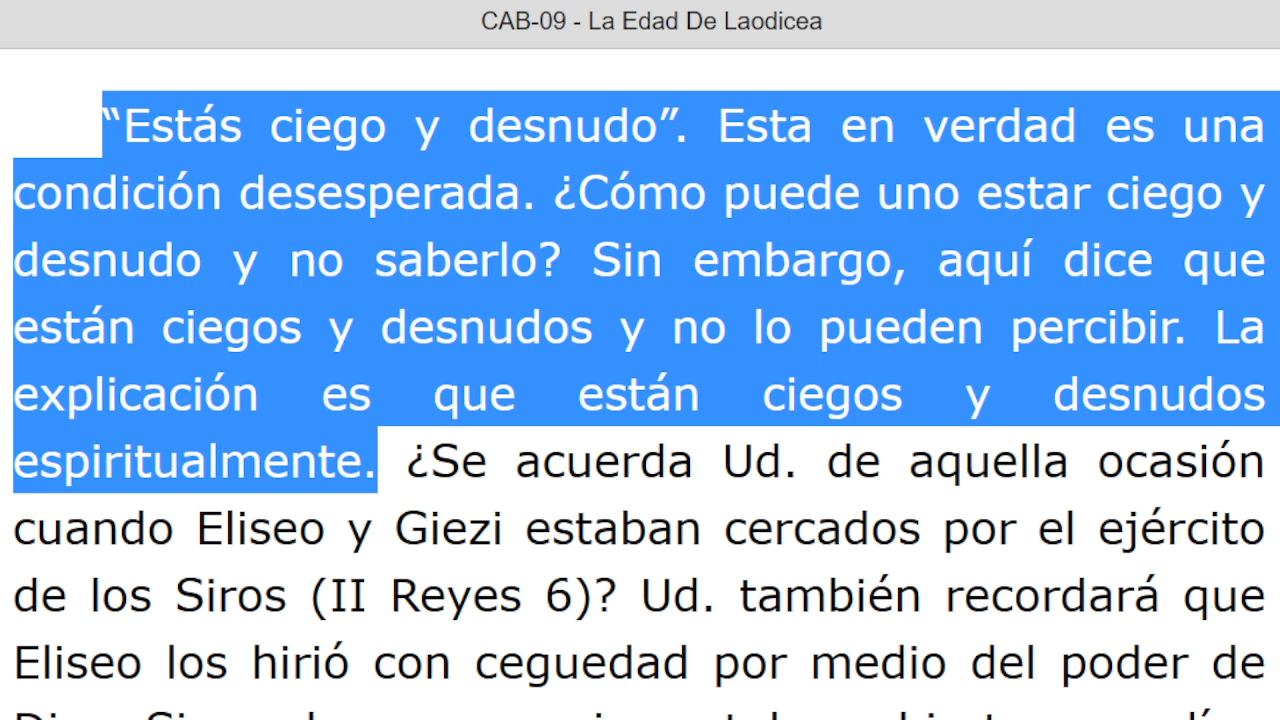 CAB-09 - La Edad De Laodicea
“Estás ciego y desnudo”. Esta en verdad es una
condición desesperada. ¿Cómo puede uno estar ciego y
desnudo y no saberlo? Sin embargo, aquí dice que
están ciegos y desnudos y no lo pueden percibir. La
explicación es que están ciegos y desnudos
espiritualmente. ¿Se acuerda Ud. de aquella ocasión
cuando Eliseo y Giezi estaban cercados por el ejército
de los Siros (II Reyes 6)? Ud. también recordará que
Eliseo los hirió con ceguedad por medio del poder de